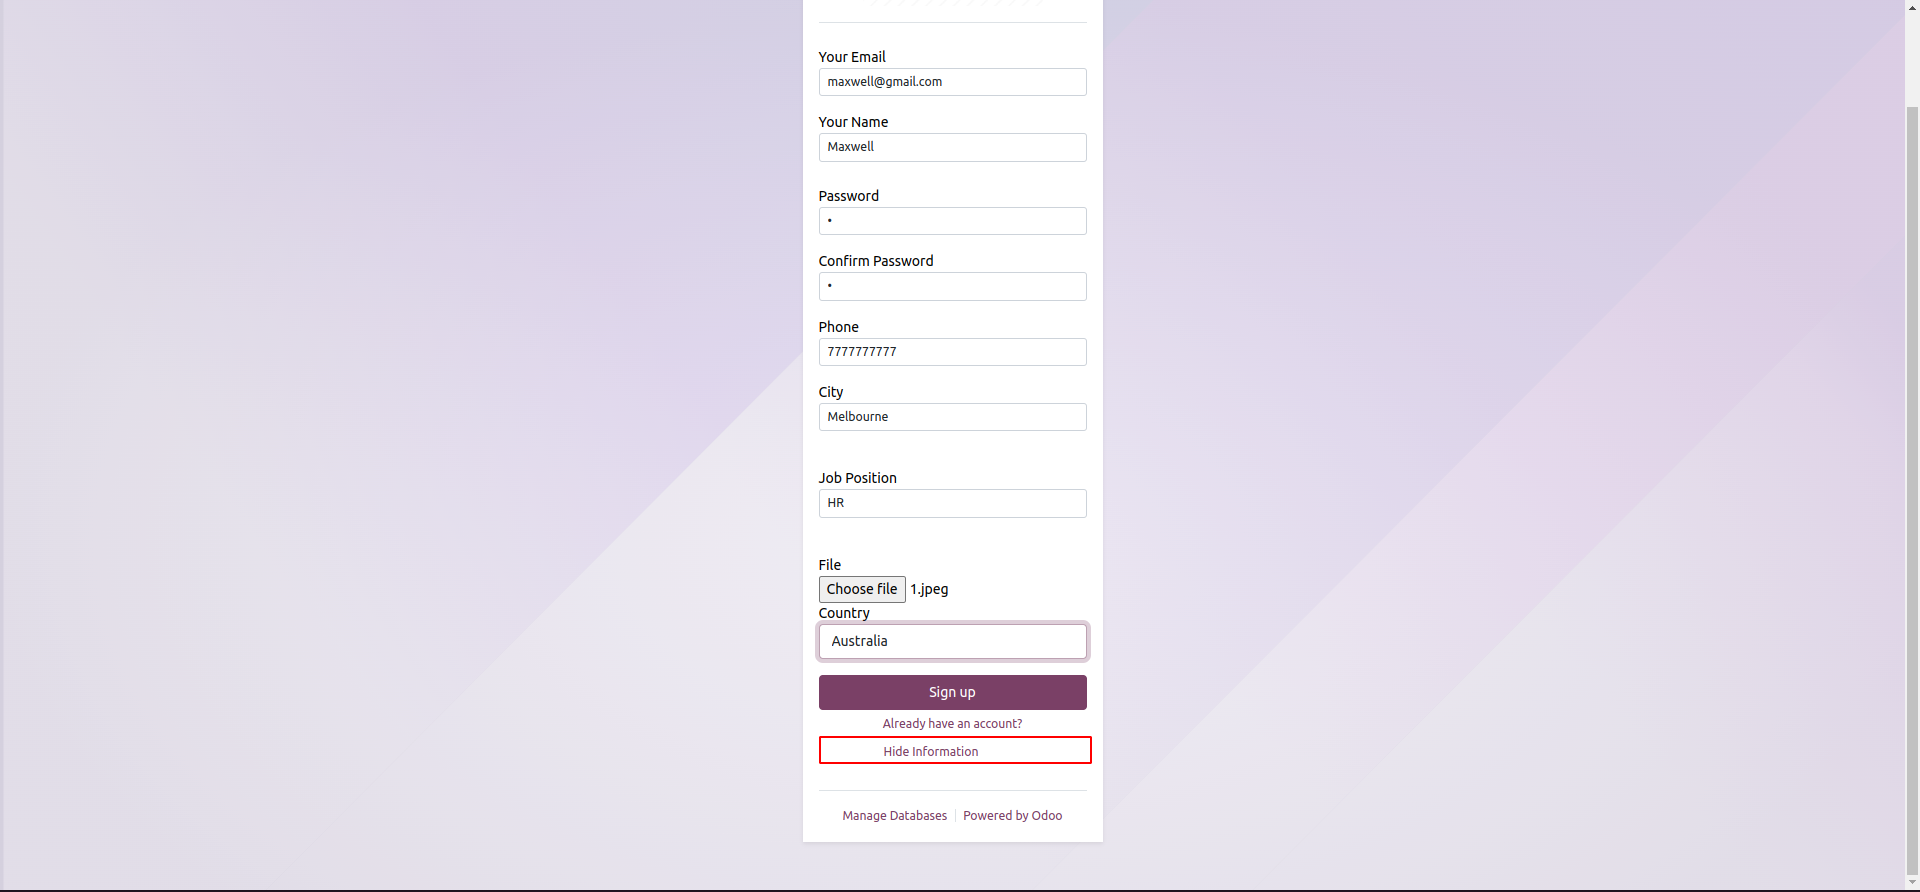 Your Email
maxwell@gmail.com
Your Name
Maxwell
Password
•
Confirm Password
•
Phone
7777777777
City
Melbourne
Job Position
HR
File
Choose file 1.jpeg
Country
Australia
Sign up
Already have an account?
Hide Information
Manage Databases Powered by Odoo